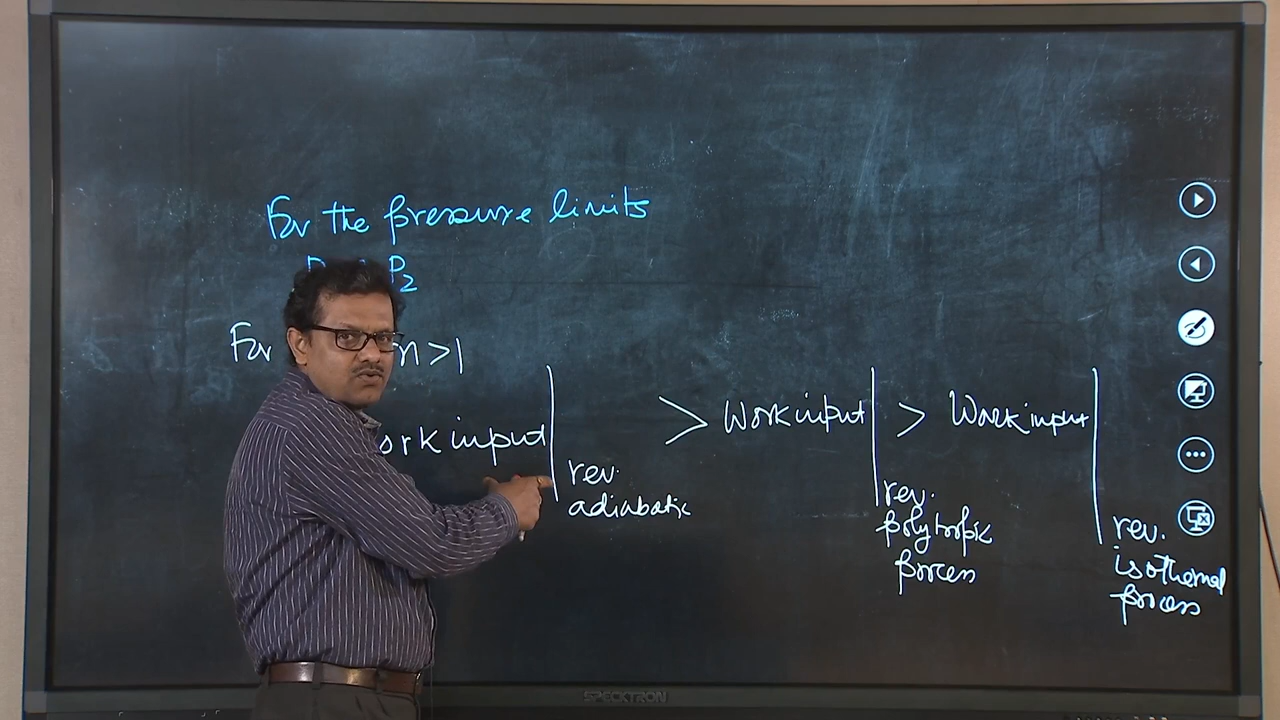 For the pressure limits
P₂
For n>1
ork input | rev. adiabatic > Work input | rev. polytropic process > Work input | rev. isothermal process
SPECKTRON